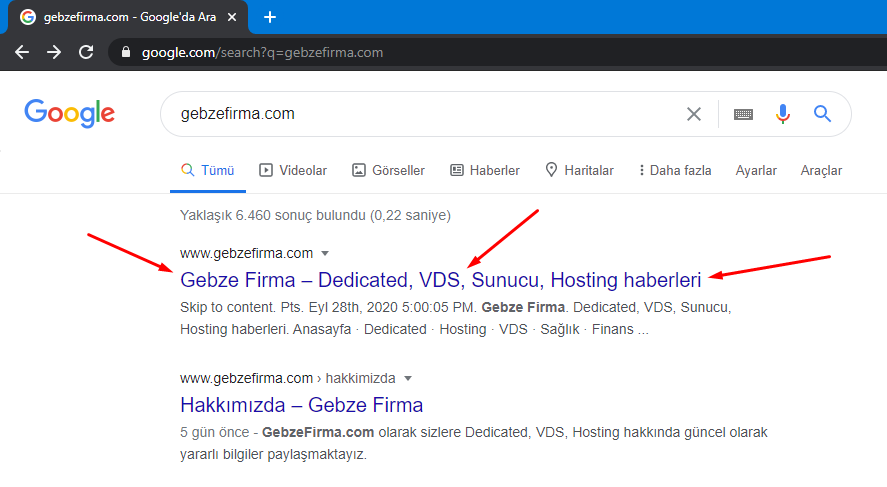 gebzefirma.com - Google'da Ara
google.com/search?q=gebzefirma.com
Google
gebzefirma.com
Tümü Videolar Görseller Haberler Haritalar Daha fazla Ayarlar Araçlar
Yaklaşık 6.460 sonuç bulundu (0,22 saniye)
www.gebzefirma.com
Gebze Firma – Dedicated, VDS, Sunucu, Hosting haberleri
Skip to content. Pts. Eyl 28th, 2020 5:00:05 PM. Gebze Firma. Dedicated, VDS, Sunucu,
Hosting haberleri. Anasayfa · Dedicated · Hosting · VDS · Sağlık · Finans ...
www.gebzefirma.com › hakkimizda
Hakkımızda – Gebze Firma
5 gün önce - GebzeFirma.com olarak sizlere Dedicated, VDS, Hosting hakkında güncel olarak
yararlı bilgiler paylaşmaktayız.